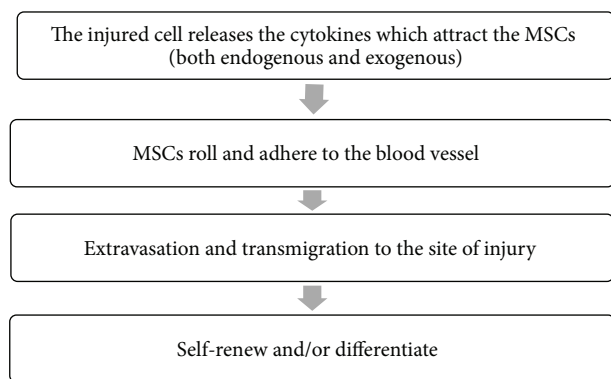 The injured cell releases the cytokines which attract the MSCs
(both endogenous and exogenous)
MSCs roll and adhere to the blood vessel
Extravasation and transmigration to the site of injury
Self-renew and/or differentiate